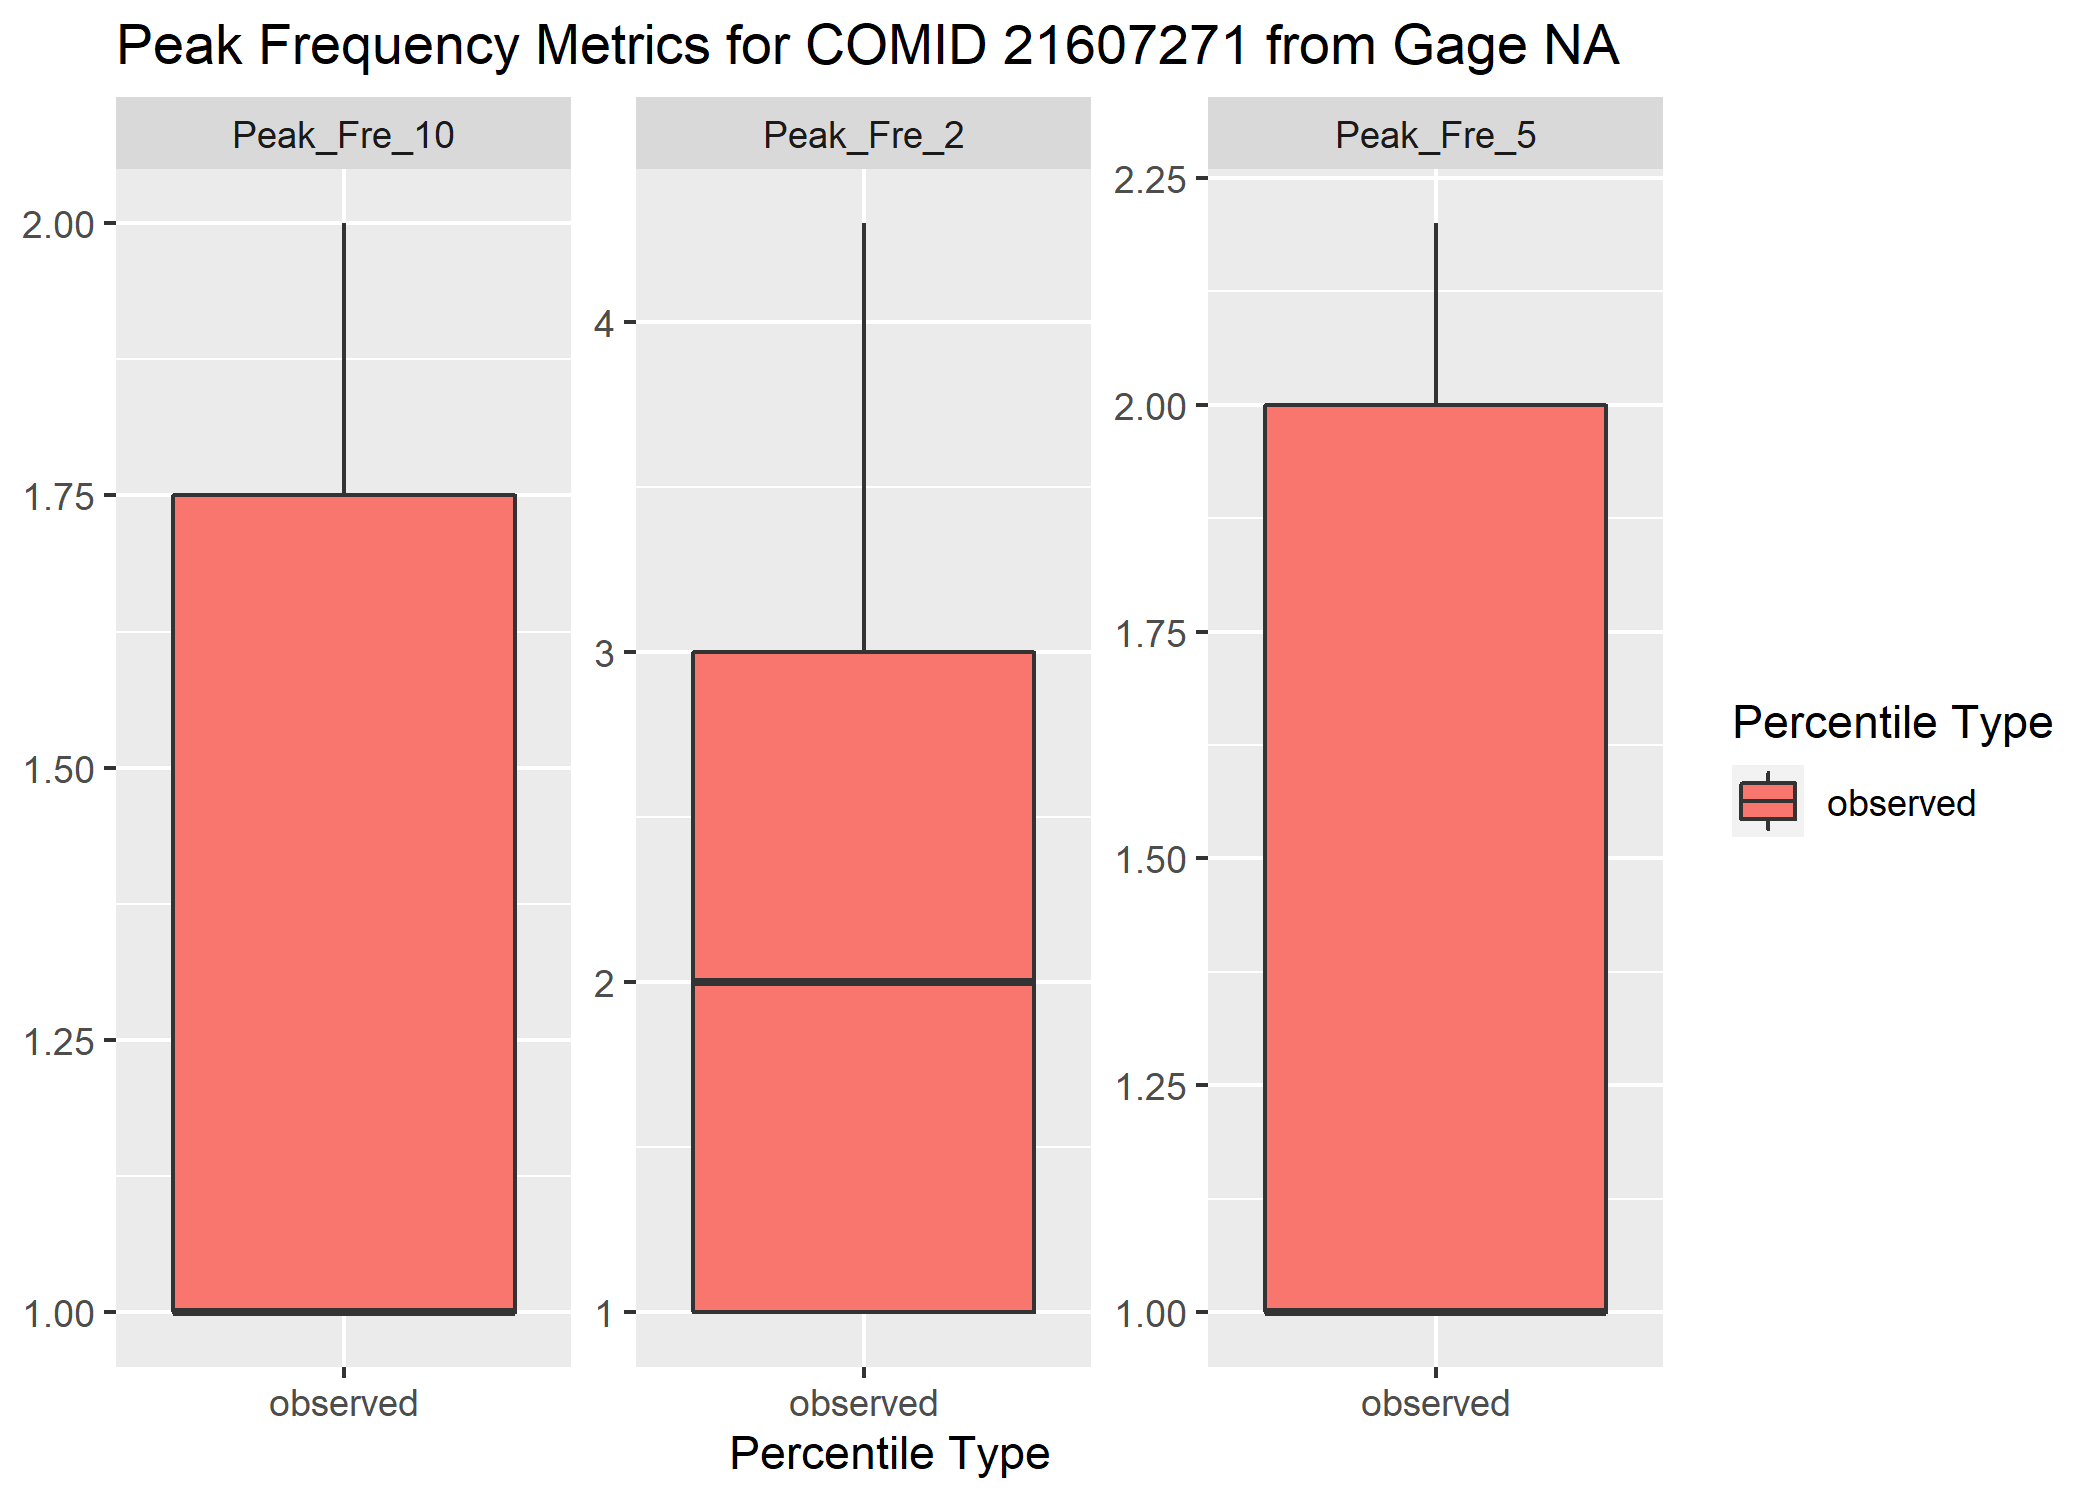 Peak Frequency Metrics for COMID 21607271 from Gage NA
Peak_Fre_10
Peak_Fre_2
Peak_Fre_5
2.00
1.75
1.50
1.25
1.00
4
3
2
1
2.25
2.00
1.75
1.50
1.25
1.00
observed
observed
observed
Percentile Type
Percentile Type
observed